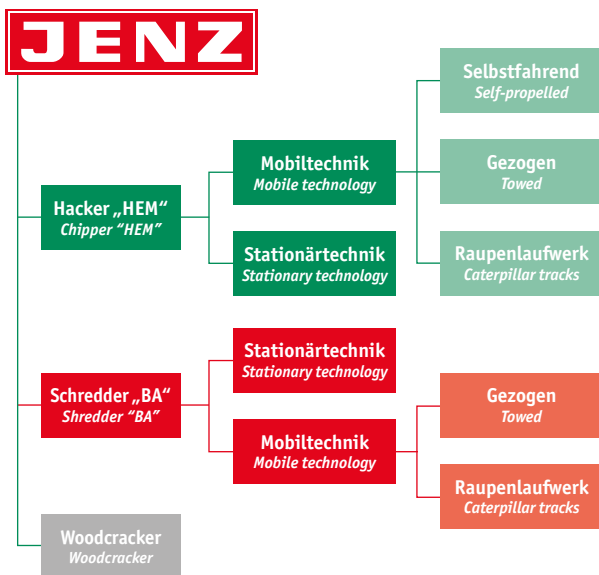 JENZ
Selbstfahrend
Self-propelled
Mobiltechnik
Mobile technology
Gezogen
Towed
Hacker „HEM“
Chipper “HEM”
Stationärtechnik
Stationary technology
Raupenlaufwerk
Caterpillar tracks
Stationärtechnik
Stationary technology
Schredder „BA“
Shredder “BA”
Gezogen
Towed
Mobiltechnik
Mobile technology
Raupenlaufwerk
Caterpillar tracks
Woodcracker
Woodcracker